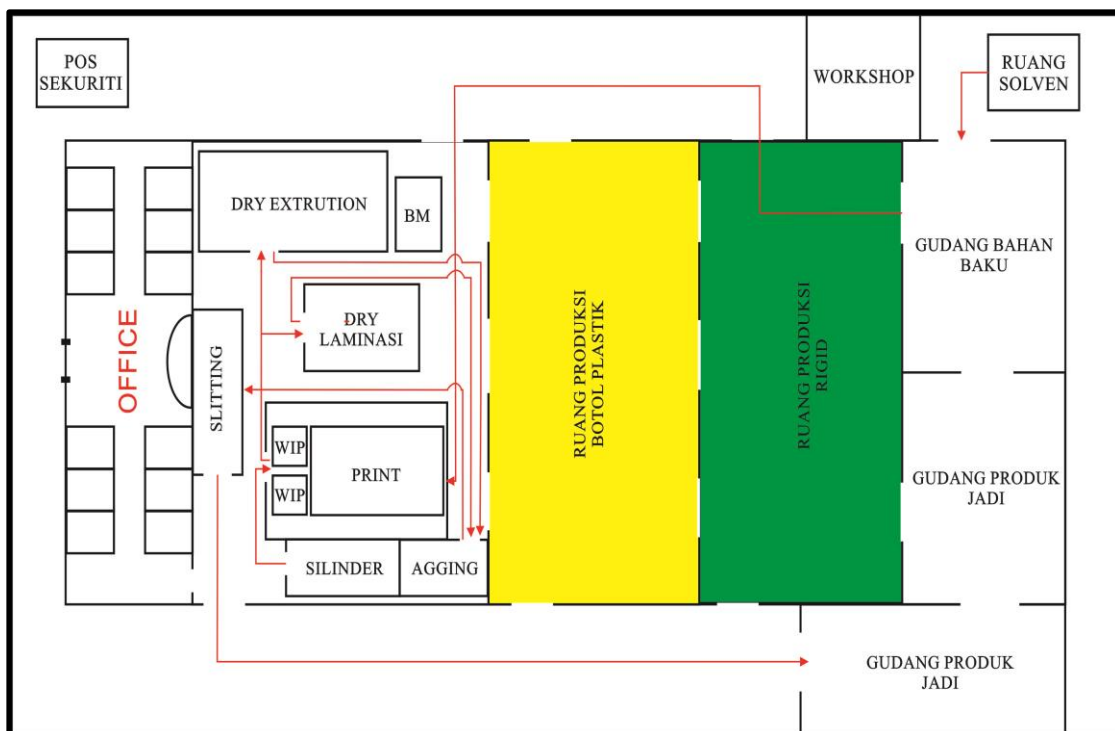 POS
SEKURITI
WORKSHOP
RUANG
SOLVEN
DRY EXTRUTION
BM
GUDANG BAHAN
BAKU
DRY
LAMINASI
OFFICE
SLITTING
RUANG PRODUKSI
BOTOL PLASTIK
RUANG PRODUKSI
RIGID
WIP
PRINT
WIP
GUDANG PRODUK
JADI
SILINDER
AGGING
GUDANG PRODUK
JADI